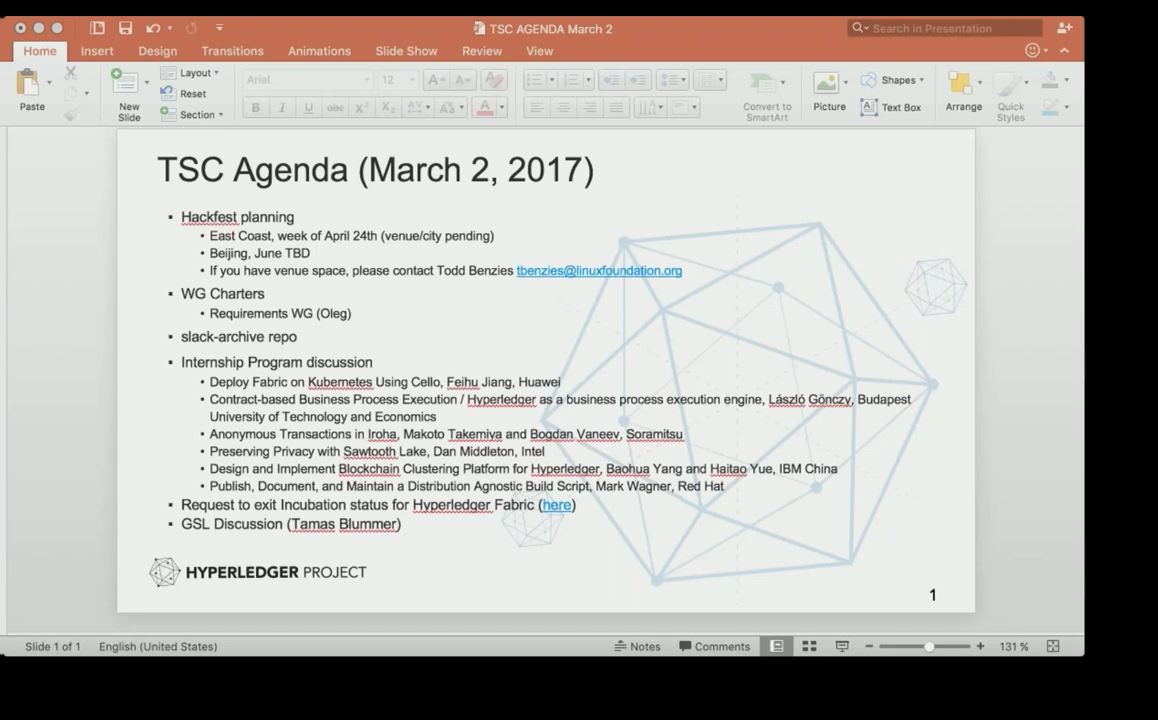 TSC AGENDA March 2
Search in Presentation
Home Insert Design Transitions Animations Slide Show Review View
Paste
New Slide
Layout
Reset
Section
Arial 12
B I U abc X² X₂ AV A
Convert to SmartArt
Picture
Shapes
Text Box
Arrange
Quick Styles
TSC Agenda (March 2, 2017)
▪ Hackfest planning
• East Coast, week of April 24th (venue/city pending)
• Beijing, June TBD
• If you have venue space, please contact Todd Benzies tbenzies@linuxfoundation.org
▪ WG Charters
• Requirements WG (Oleg)
▪ slack-archive repo
▪ Internship Program discussion
• Deploy Fabric on Kubernetes Using Cello, Feihu Jiang, Huawei
• Contract-based Business Process Execution / Hyperledger as a business process execution engine, László Gönczy, Budapest
University of Technology and Economics
• Anonymous Transactions in Iroha, Makoto Takemiya and Bogdan Vaneev, Soramitsu
• Preserving Privacy with Sawtooth Lake, Dan Middleton, Intel
• Design and Implement Blockchain Clustering Platform for Hyperledger, Baohua Yang and Haitao Yue, IBM China
• Publish, Document, and Maintain a Distribution Agnostic Build Script, Mark Wagner, Red Hat
▪ Request to exit Incubation status for Hyperledger Fabric (here)
▪ GSL Discussion (Tamas Blummer)
HYPERLEDGER PROJECT
1
Slide 1 of 1 English (United States) Notes Comments 131 %